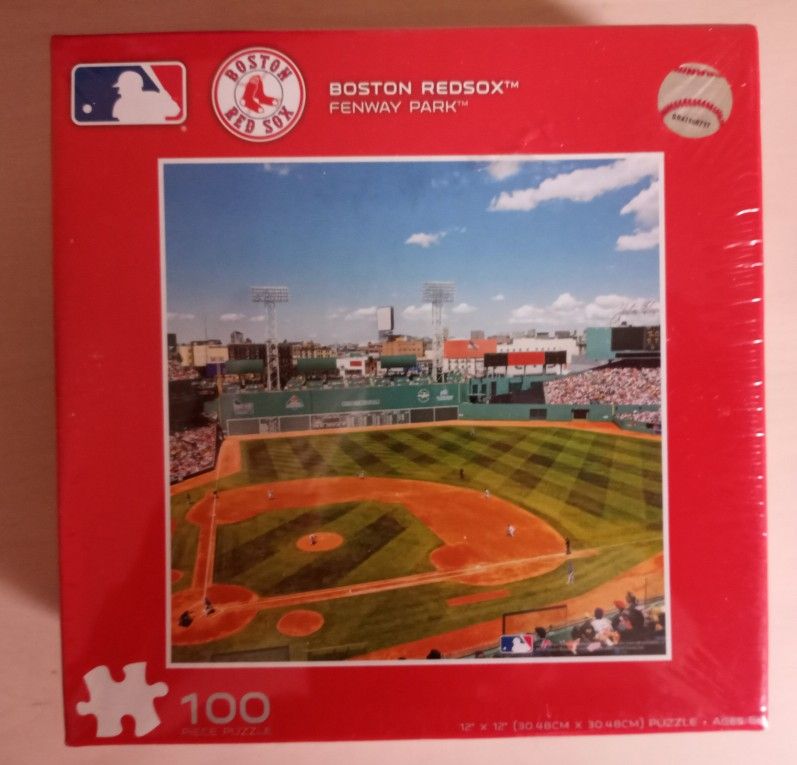 BOSTON
RED SOX
BOSTON REDSOX™
FENWAY PARK™
100
PIECE PUZZLE
12" X 12" (30.48CM X 30.48CM) PUZZLE • AGES